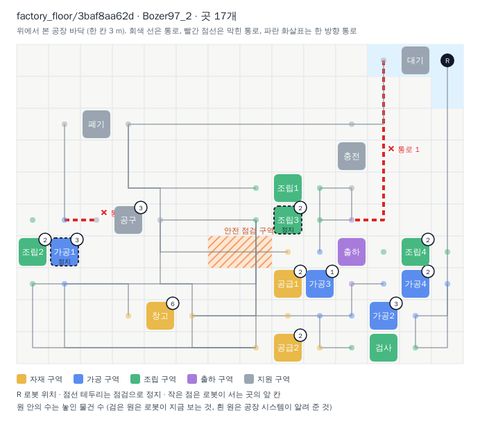 factory_floor/3baf8aa62d · Bozer97_2 · 곳 17개
위에서 본 공장 바닥 (한 칸 3 m). 회색 선은 통로, 빨간 점선은 막힌 통로, 파란 화살표는 한 방향 통로
대기
R
폐기
✕ 통로 1
충전
조립1
✕ 통
공구
3
조립3
2
정지
안전 점검 구역
조립2
2
가공1
3
정지
출하
조립4
2
공급1
2
가공3
1
가공4
2
창고
6
가공2
2
공급2
2
검사
자재 구역
가공 구역
조립 구역
출하 구역
지원 구역
R 로봇 위치 · 점선 테두리는 점검으로 정지 · 작은 점은 로봇이 서는 곳의 앞 칸
원 안의 수는 놓인 물건 수 (검은 원은 로봇이 지금 보는 것, 흰 원은 공장 시스템이 알려 준 것)